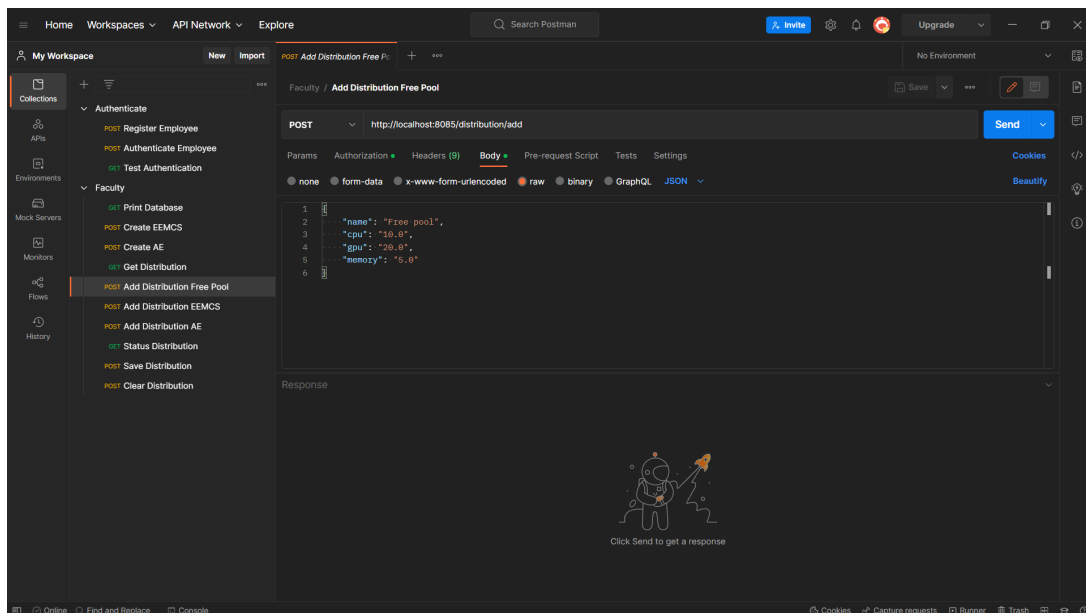 Home Workspaces API Network Explore Search Postman Invite Upgrade
My Workspace New Import POST Add Distribution Free Po No Environment
Collections
APIs
Environments
Mock Servers
Monitors
Flows
History
Authenticate
POST Register Employee
POST Authenticate Employee
GET Test Authentication
Faculty
GET Print Database
POST Create EEMCS
POST Create AE
GET Get Distribution
POST Add Distribution Free Pool
POST Add Distribution EEMCS
POST Add Distribution AE
GET Status Distribution
POST Save Distribution
POST Clear Distribution
Faculty / Add Distribution Free Pool Save
POST http://localhost:8085/distribution/add Send
Params Authorization Headers (9) Body Pre-request Script Tests Settings Cookies
none form-data x-www-form-urlencoded raw binary GraphQL JSON Beautify
1 {
2 "name": "Free pool",
3 "cpu": "10.0",
4 "gpu": "20.0",
5 "memory": "5.0"
6 }
Response
Click Send to get a response
Online Find and Replace Console Cookies Capture requests Runner Trash